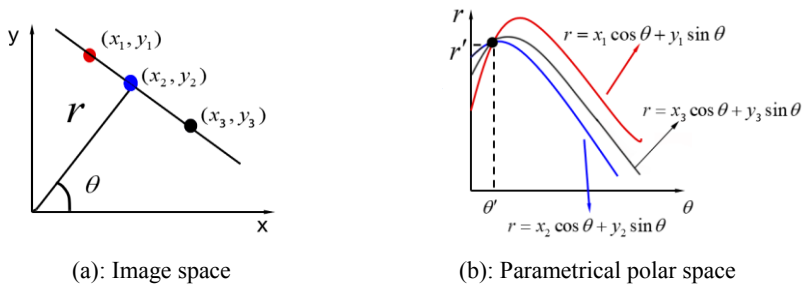 y
(x₁, y₁)
(x₂, y₂)
(x₃, y₃)
r
θ
x
(a): Image space
r
r′
r = x₁ cos θ + y₁ sin θ
r = x₃ cos θ + y₃ sin θ
θ′
θ
r = x₂ cos θ + y₂ sin θ
(b): Parametrical polar space